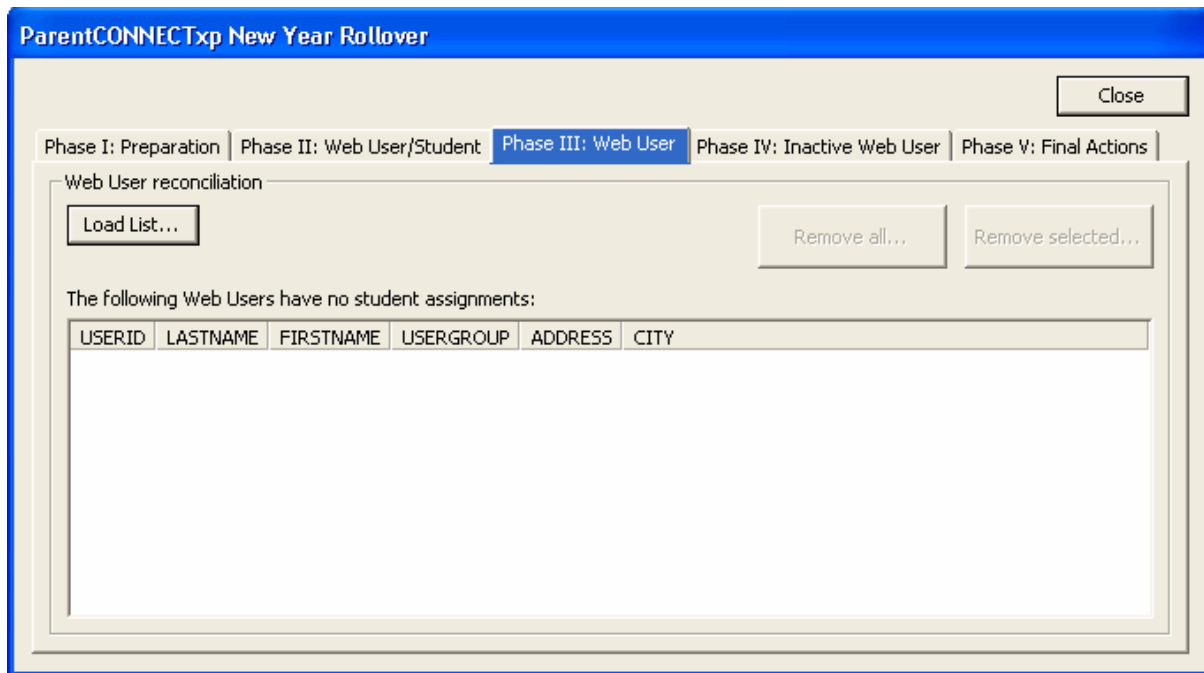 ParentCONNECTxp New Year Rollover
Close
Phase I: Preparation Phase II: Web User/Student Phase III: Web User Phase IV: Inactive Web User Phase V: Final Actions
Web User reconciliation
Load List... Remove all... Remove selected...
The following Web Users have no student assignments:
USERID LASTNAME FIRSTNAME USERGROUP ADDRESS CITY